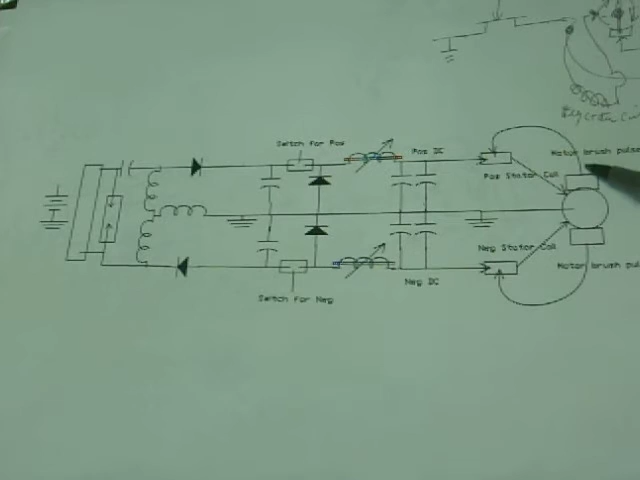 Switch for Pos
Pos DC
Motor brush pulse
Pos Stator Coil
Neg Stator Coil
Motor brush pul
Neg DC
Switch For Neg